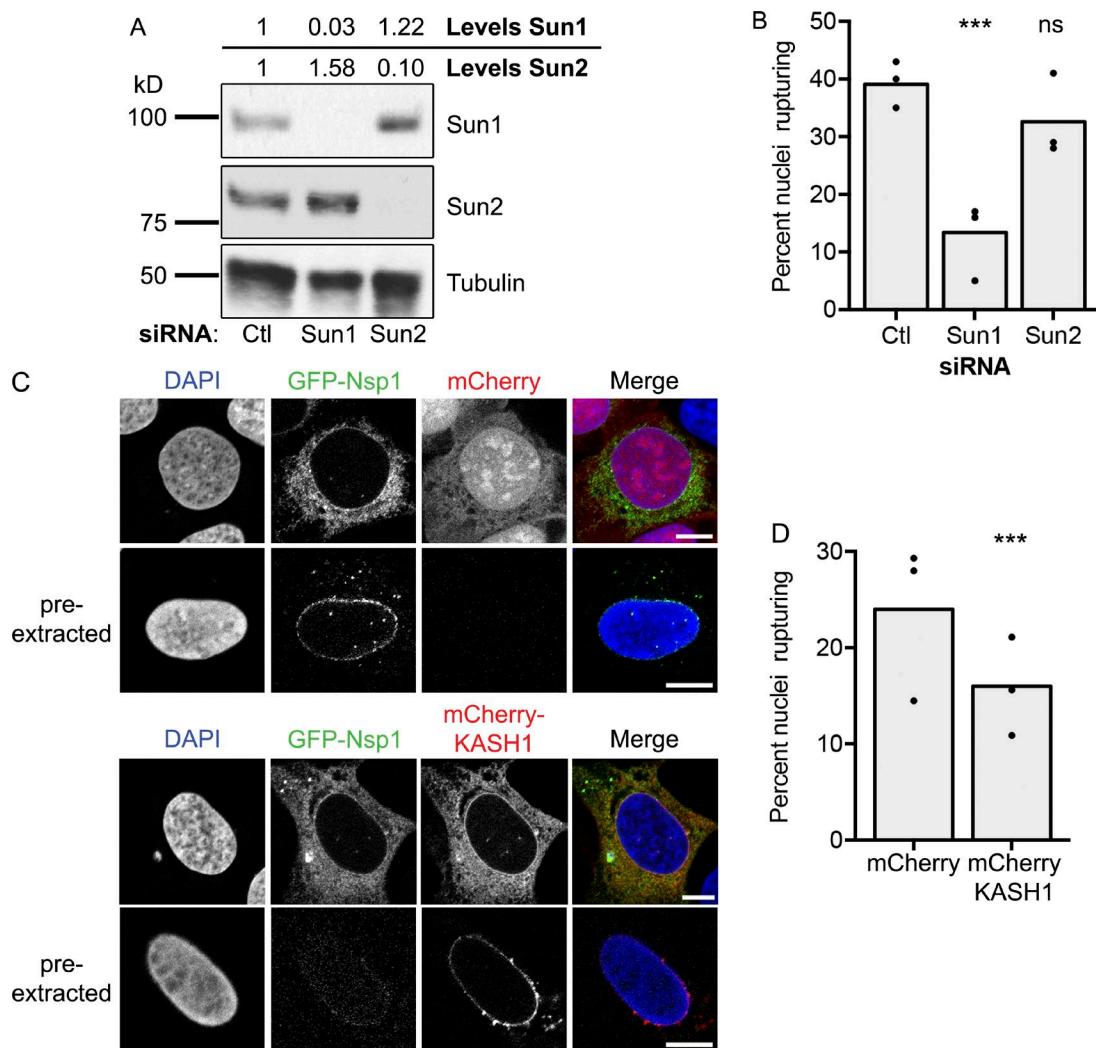 A
1 0.03 1.22 Levels Sun1
1 1.58 0.10 Levels Sun2
kD
100
Sun1
Sun2
75
50
Tubulin
siRNA: Ctl Sun1 Sun2
B
*** ns
Percent nuclei rupturing
50
40
30
20
10
0
Ctl Sun1 Sun2
siRNA
C
DAPI GFP-Nsp1 mCherry Merge
pre-
extracted
DAPI GFP-Nsp1 mCherry-
KASH1 Merge
pre-
extracted
D
***
Percent nuclei rupturing
30
20
10
0
mCherry mCherry
KASH1